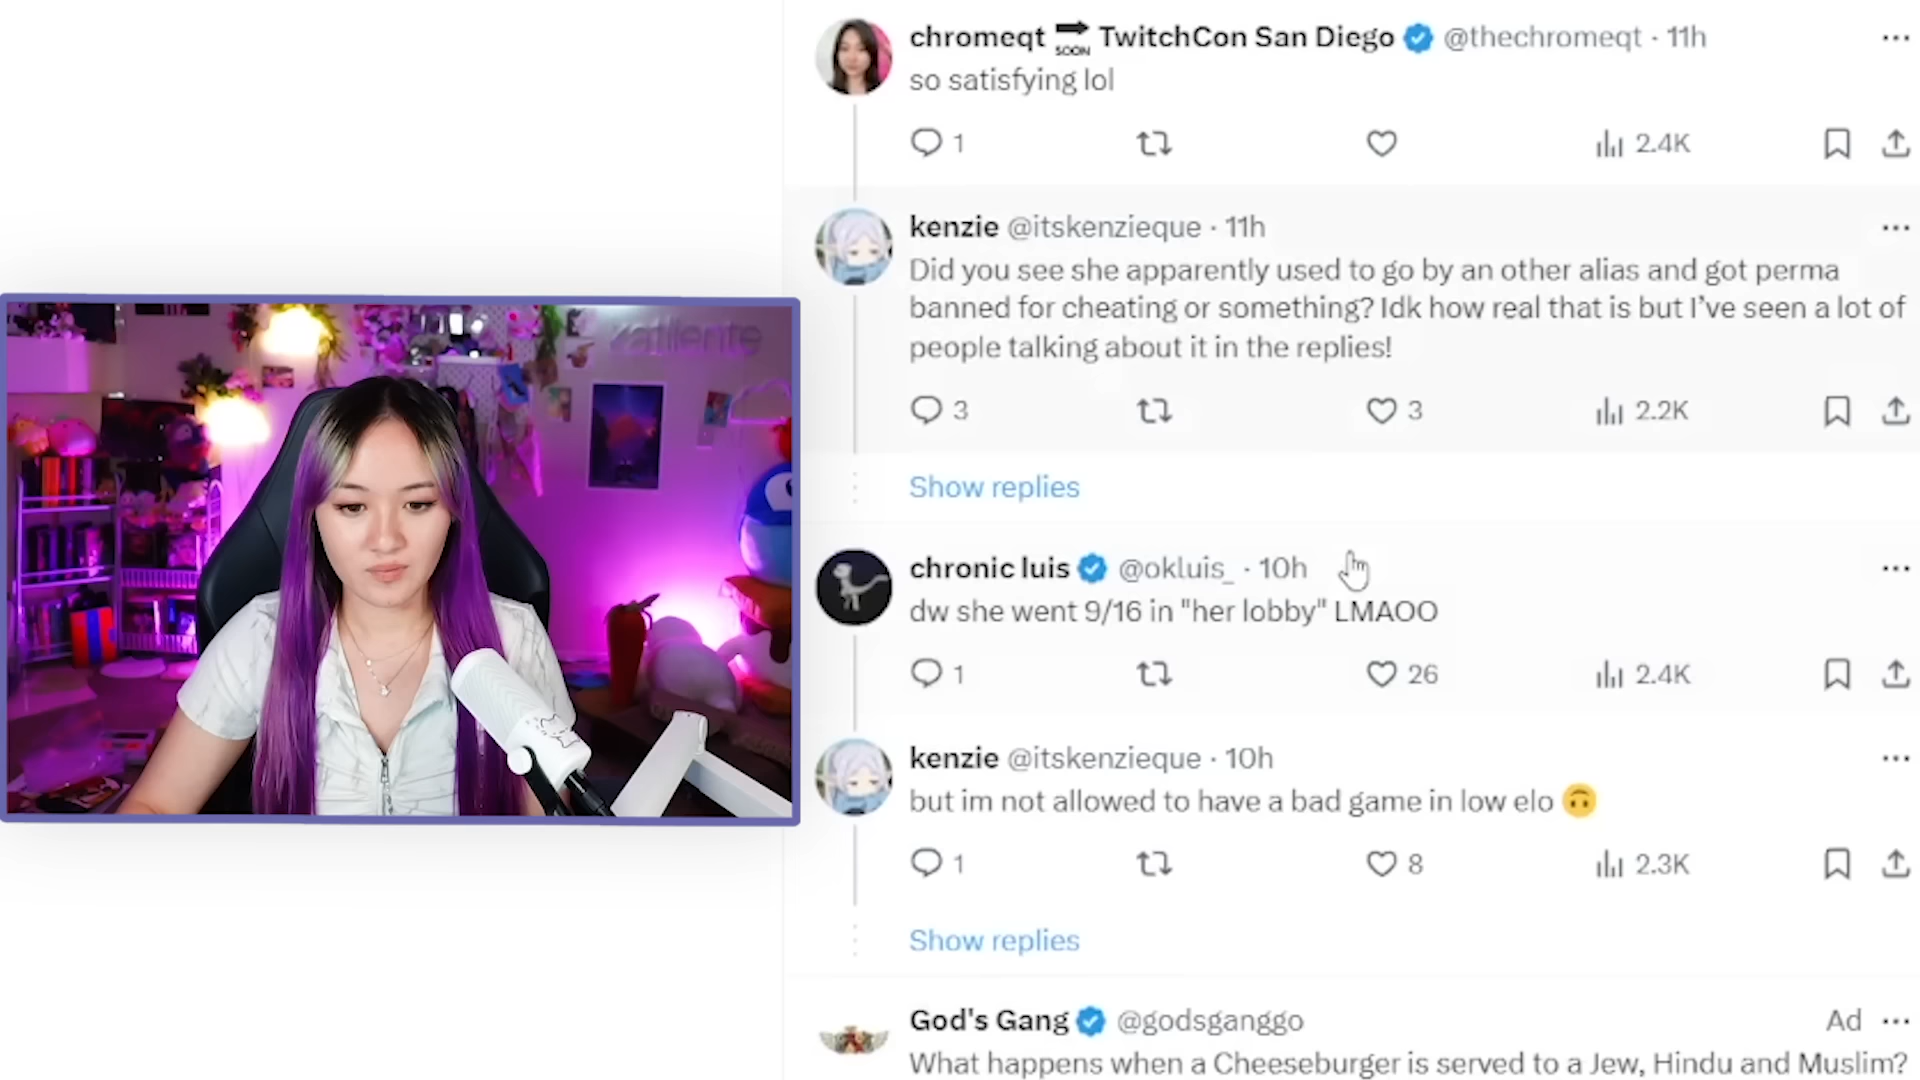 chromeqt SOON TwitchCon San Diego @thechromeqt · 11h
so satisfying lol
1 2.4K
kenzie @itskenzieque · 11h
Did you see she apparently used to go by an other alias and got perma
banned for cheating or something? Idk how real that is but I’ve seen a lot of
people talking about it in the replies!
3 3 2.2K
Show replies
chronic luis @okluis_ · 10h
dw she went 9/16 in "her lobby" LMAOO
1 26 2.4K
kenzie @itskenzieque · 10h
but im not allowed to have a bad game in low elo 🙃
1 8 2.3K
Show replies
God's Gang @godsganggo Ad
What happens when a Cheeseburger is served to a Jew, Hindu and Muslim?